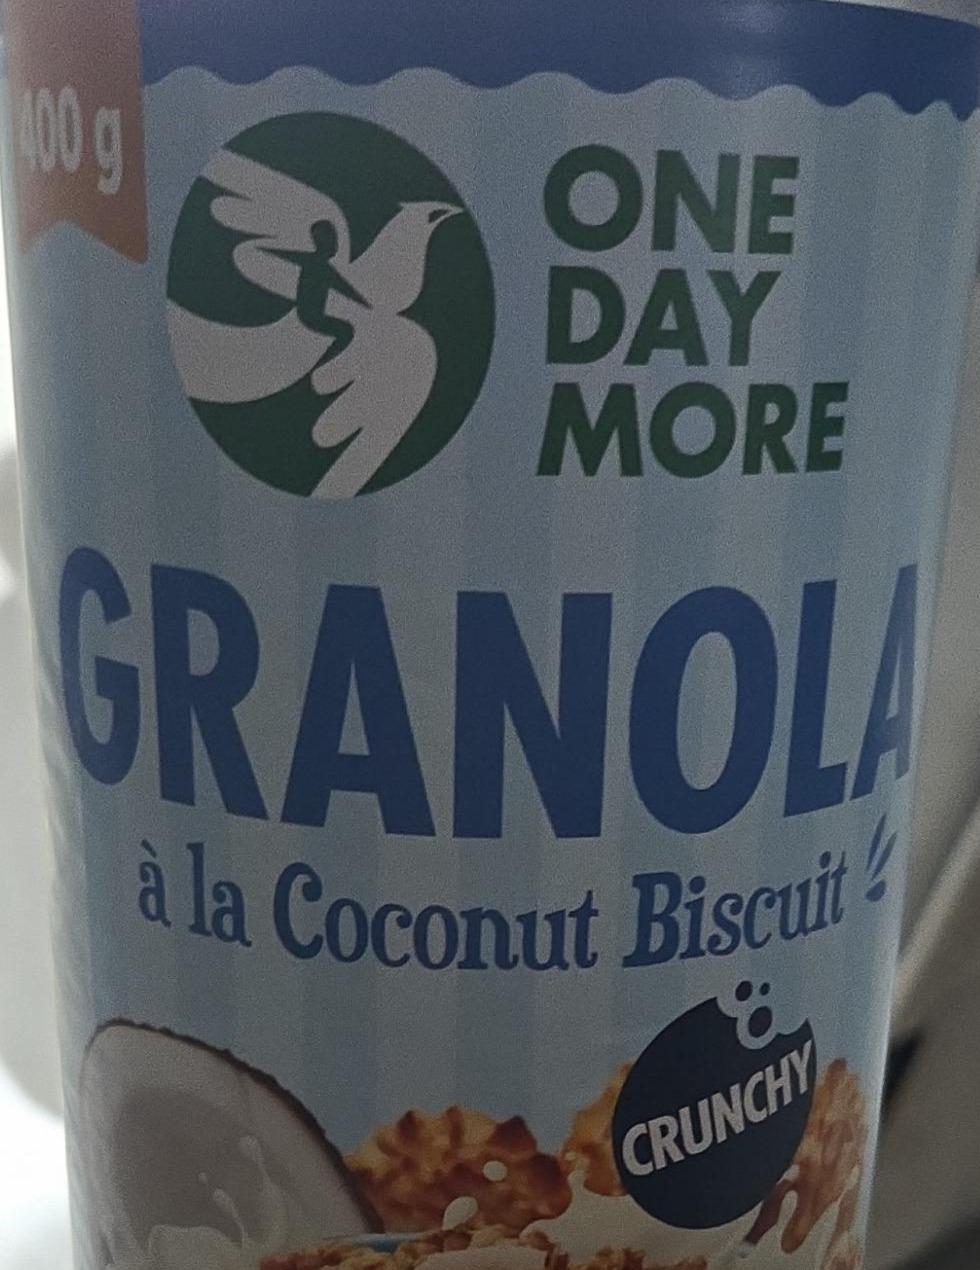 400 g
ONE
DAY
MORE
GRANOLA
à la Coconut Biscuit
CRUNCHY